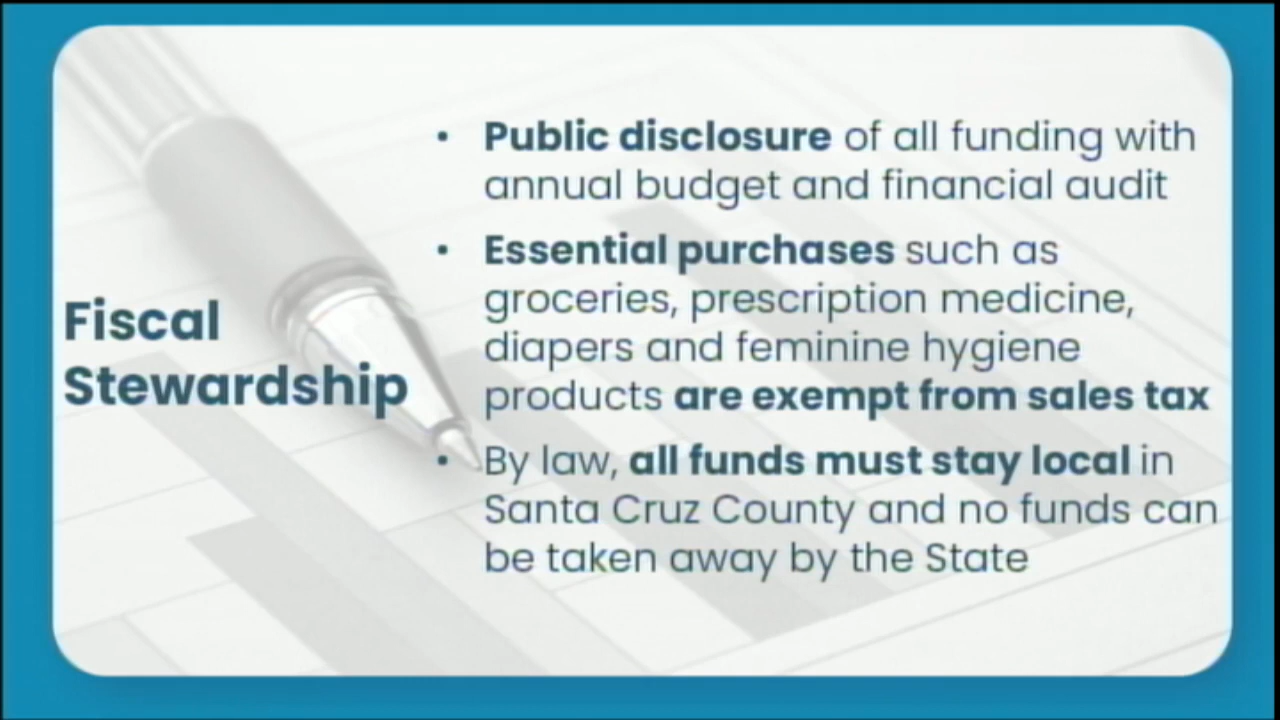 Fiscal
Stewardship
• Public disclosure of all funding with
annual budget and financial audit
• Essential purchases such as
groceries, prescription medicine,
diapers and feminine hygiene
products are exempt from sales tax
• By law, all funds must stay local in
Santa Cruz County and no funds can
be taken away by the State